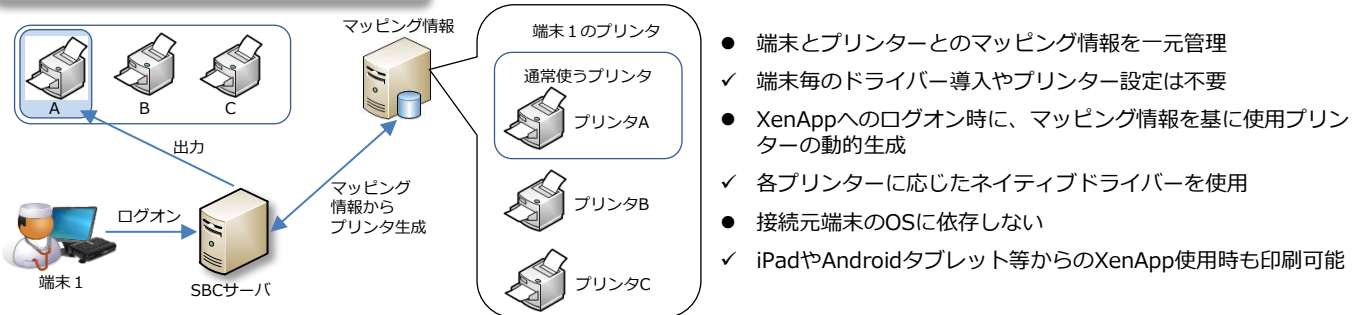 A
B
C
出力
ログオン
端末１
SBCサーバ
マッピング情報
マッピング
情報から
プリンタ生成
端末１のプリンタ
通常使うプリンタ
プリンタA
プリンタB
プリンタC
● 端末とプリンターとのマッピング情報を一元管理
✓ 端末毎のドライバー導入やプリンター設定は不要
● XenAppへのログオン時に、マッピング情報を基に使用プリン
ターの動的生成
✓ 各プリンターに応じたネイティブドライバーを使用
● 接続元端末のOSに依存しない
✓ iPadやAndroidタブレット等からのXenApp使用時も印刷可能